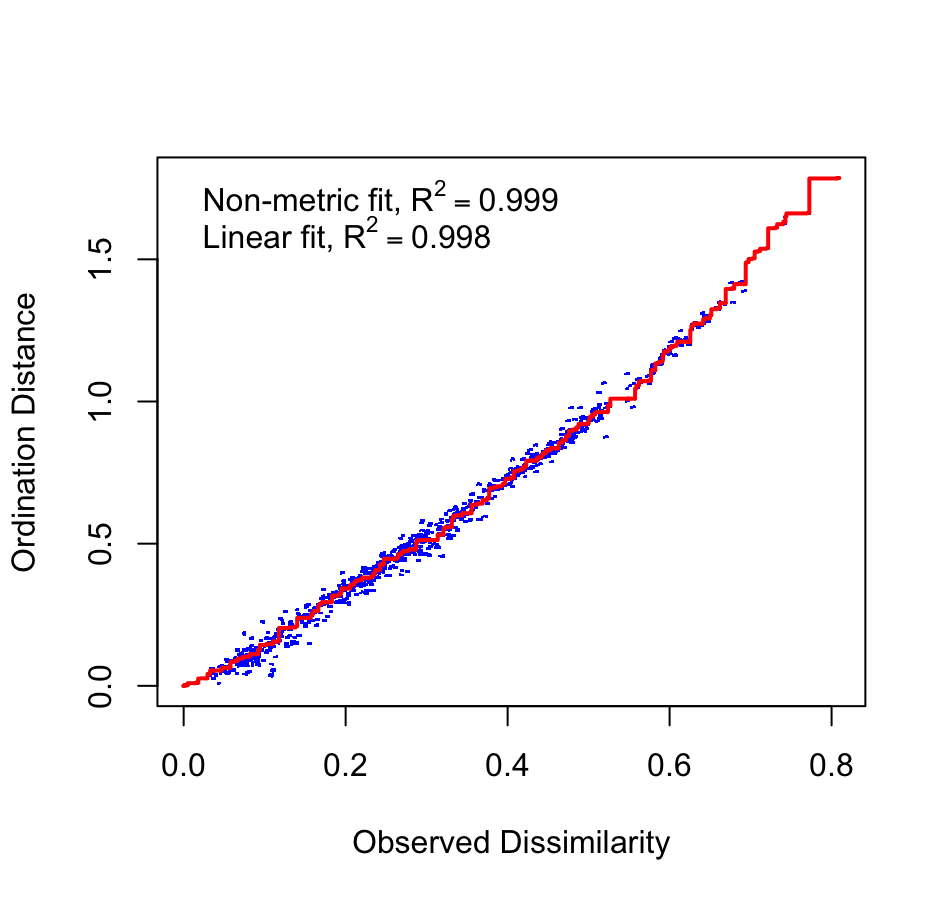 Non-metric fit, R² = 0.999
Linear fit, R² = 0.998
Ordination Distance
1.5
1.0
0.5
0.0
0.0 0.2 0.4 0.6 0.8
Observed Dissimilarity